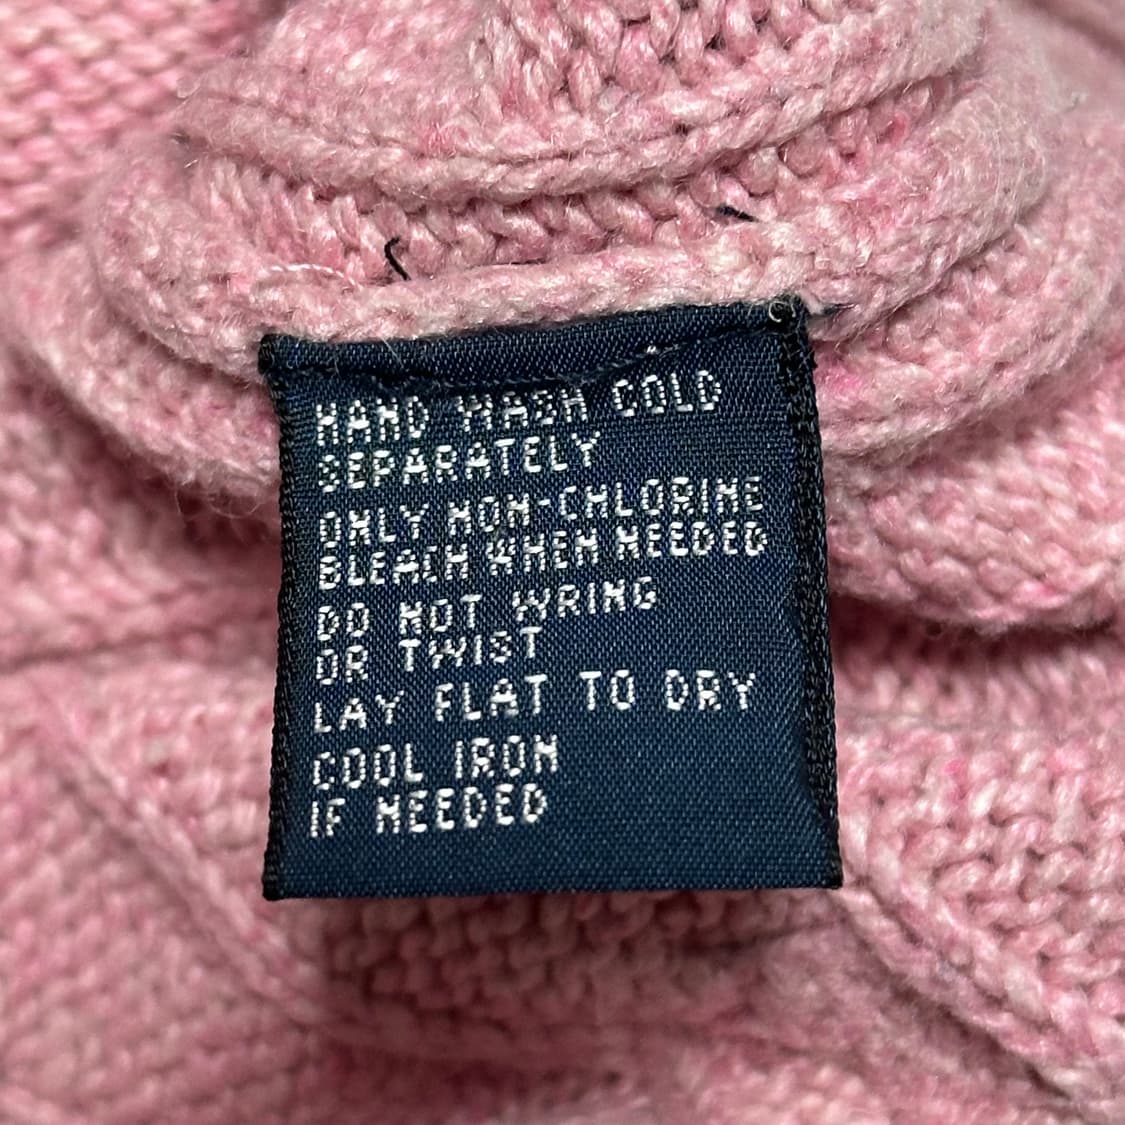 HAND WASH COLD
SEPARATELY
ONLY NON-CHLORINE
BLEACH WHEN NEEDED
DO NOT WRING
OR TWIST
LAY FLAT TO DRY
COOL IRON
IF NEEDED